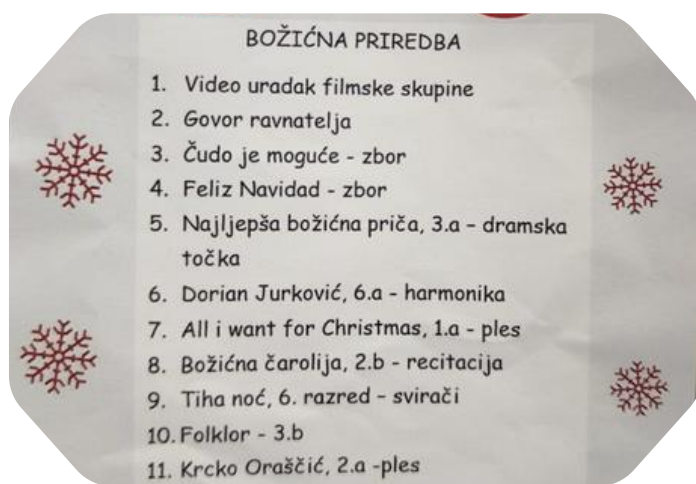 BOŽIĆNA PRIREDBA
1. Video uradak filmske skupine
2. Govor ravnatelja
3. Čudo je moguće - zbor
4. Feliz Navidad - zbor
5. Najljepša božićna priča, 3.a - dramska
točka
6. Dorian Jurković, 6.a - harmonika
7. All i want for Christmas, 1.a - ples
8. Božićna čarolija, 2.b - recitacija
9. Tiha noć, 6. razred - svirači
10. Folklor - 3.b
11. Krcko Oraščić, 2.a -ples